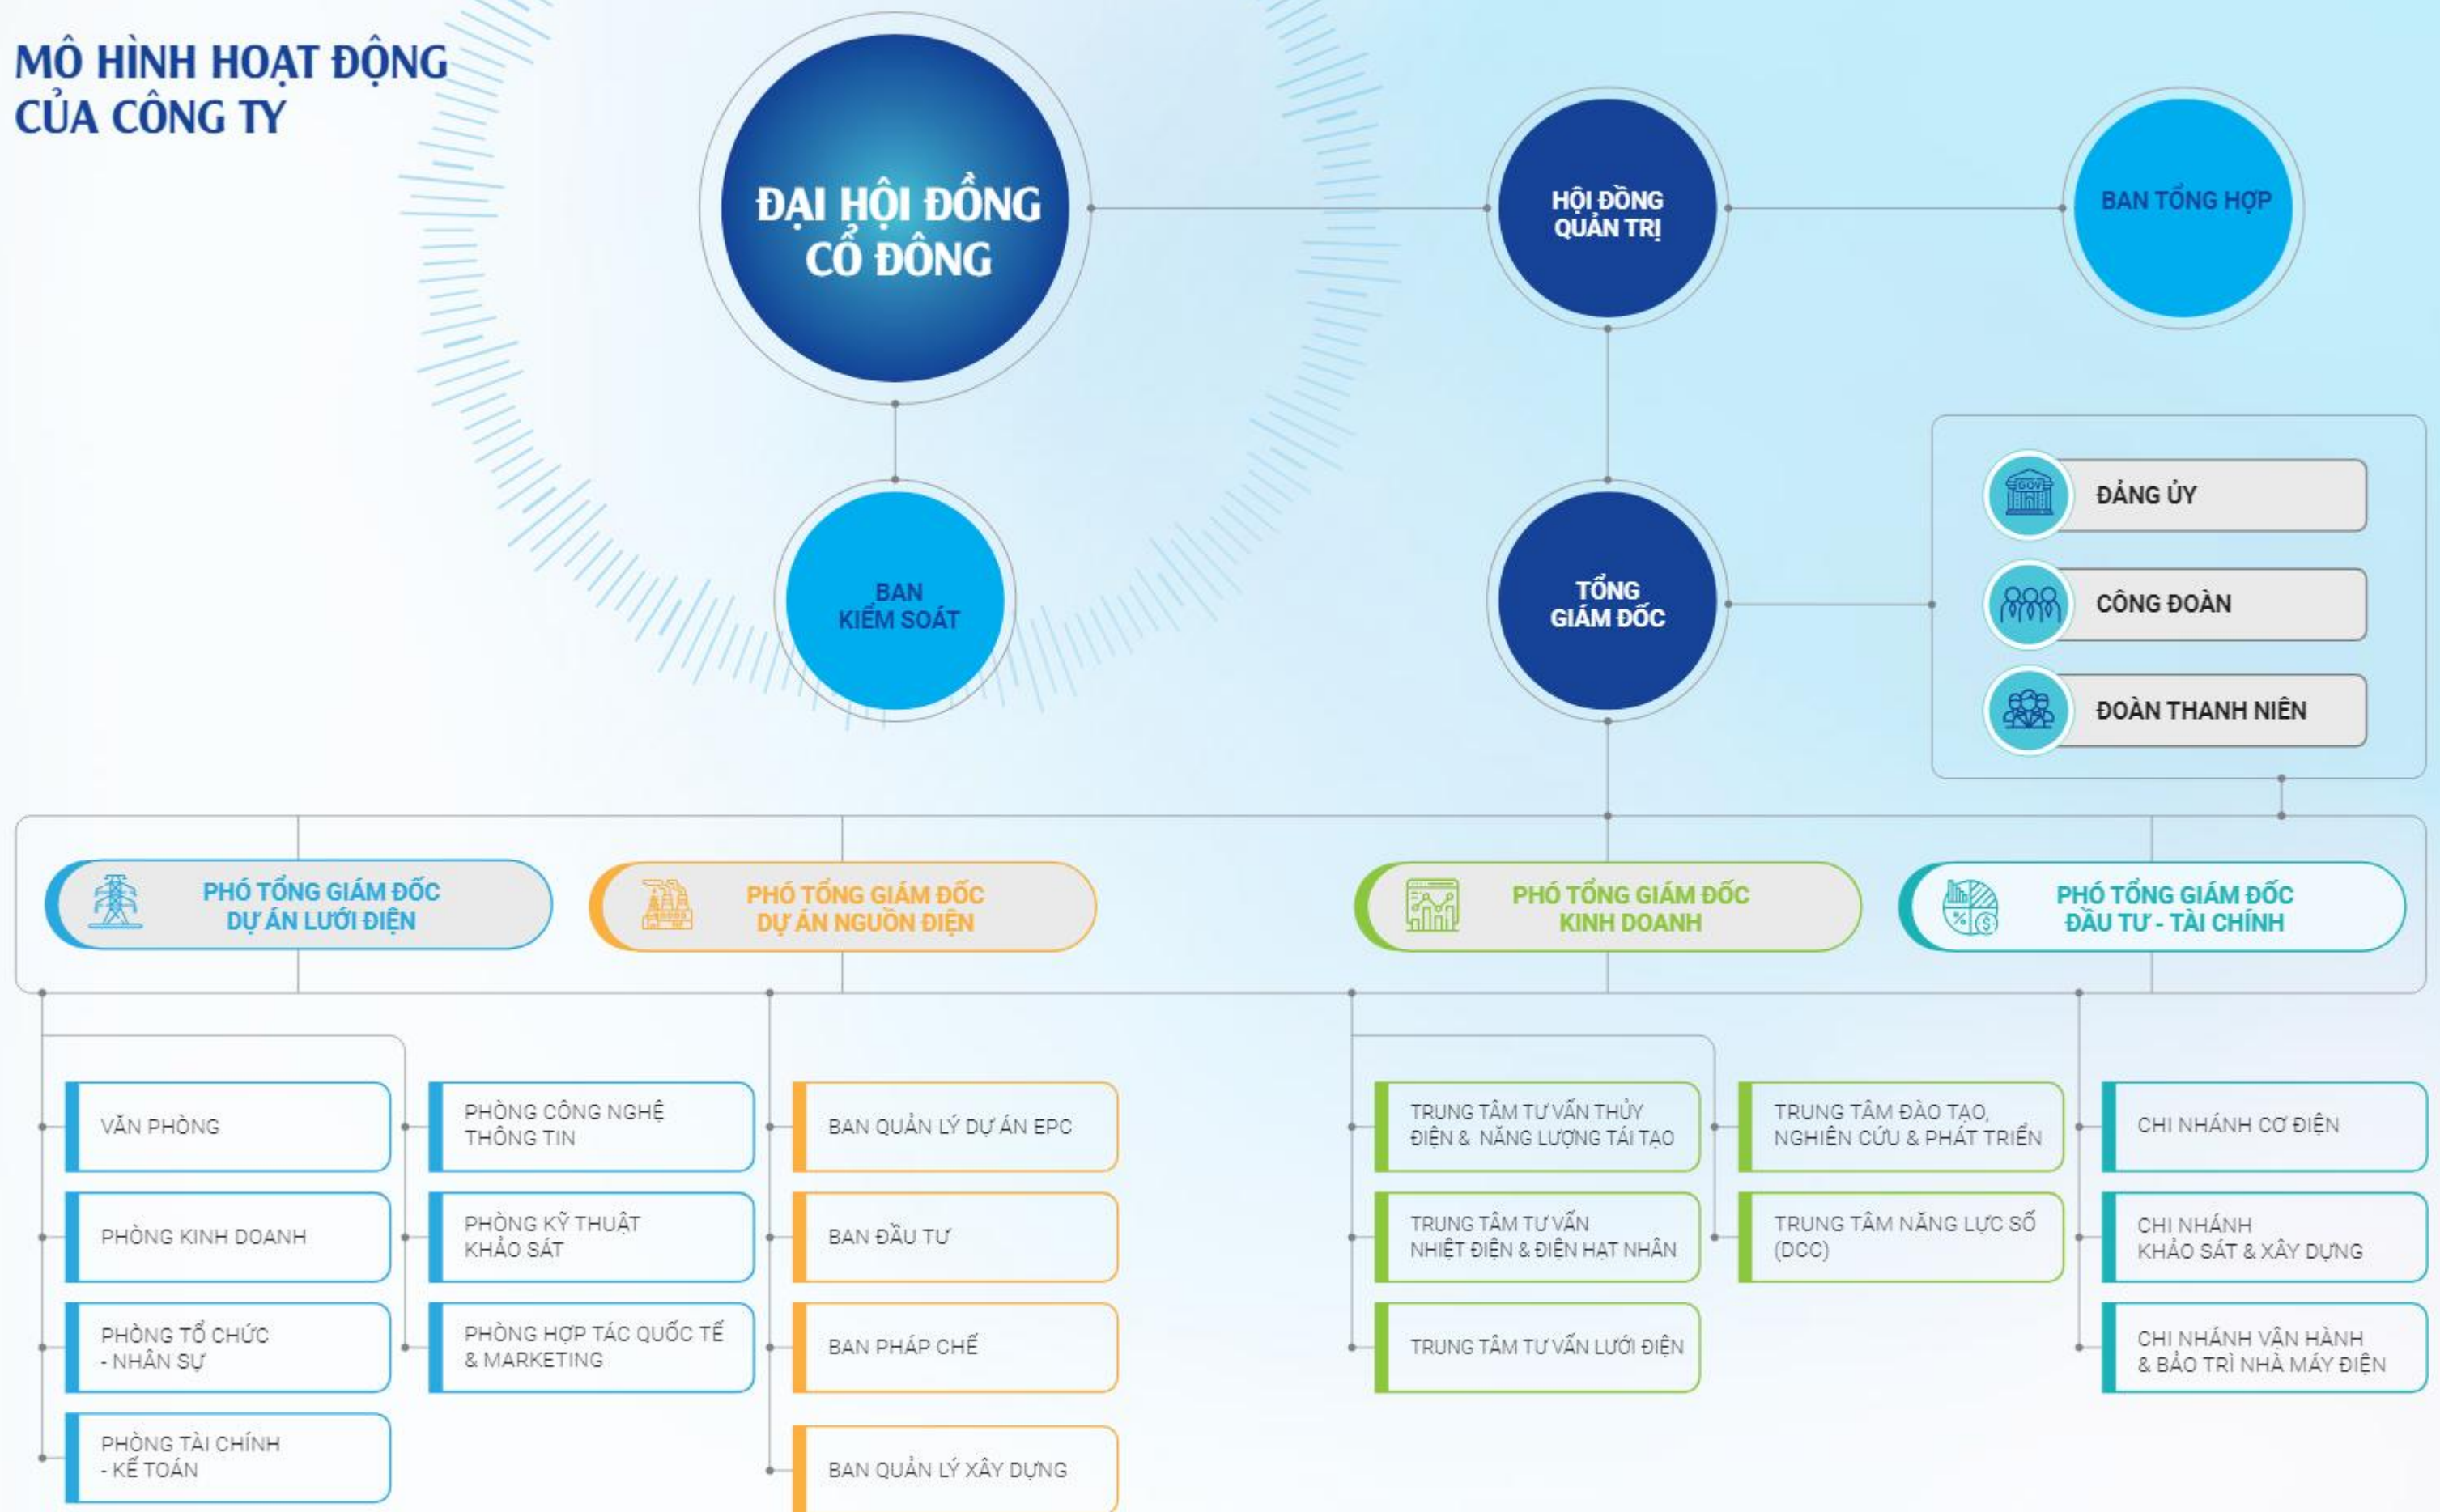 MÔ HÌNH HOẠT ĐỘNG
CỦA CÔNG TY
ĐẠI HỘI ĐỒNG
CỔ ĐÔNG
HỘI ĐỒNG
QUẢN TRỊ
BAN TỔNG HỢP
BAN
KIỂM SOÁT
TỔNG
GIÁM ĐỐC
GOV
ĐẢNG ỦY
CÔNG ĐOÀN
ĐOÀN THANH NIÊN
PHÓ TỔNG GIÁM ĐỐC
DỰ ÁN LƯỚI ĐIỆN
PHÓ TỔNG GIÁM ĐỐC
DỰ ÁN NGUỒN ĐIỆN
PHÓ TỔNG GIÁM ĐỐC
KINH DOANH
PHÓ TỔNG GIÁM ĐỐC
ĐẦU TƯ - TÀI CHÍNH
VĂN PHÒNG
PHÒNG KINH DOANH
PHÒNG TỔ CHỨC
- NHÂN SỰ
PHÒNG TÀI CHÍNH
- KẾ TOÁN
PHÒNG CÔNG NGHỆ
THÔNG TIN
PHÒNG KỸ THUẬT
KHẢO SÁT
PHÒNG HỢP TÁC QUỐC TẾ
& MARKETING
BAN QUẢN LÝ DỰ ÁN EPC
BAN ĐẦU TƯ
BAN PHÁP CHẾ
BAN QUẢN LÝ XÂY DỰNG
TRUNG TÂM TƯ VẤN THỦY
ĐIỆN & NĂNG LƯỢNG TÁI TẠO
TRUNG TÂM TƯ VẤN
NHIỆT ĐIỆN & ĐIỆN HẠT NHÂN
TRUNG TÂM TƯ VẤN LƯỚI ĐIỆN
TRUNG TÂM ĐÀO TẠO,
NGHIÊN CỨU & PHÁT TRIỂN
TRUNG TÂM NĂNG LỰC SỐ
(DCC)
CHI NHÁNH CƠ ĐIỆN
CHI NHÁNH
KHẢO SÁT & XÂY DỰNG
CHI NHÁNH VẬN HÀNH
& BẢO TRÌ NHÀ MÁY ĐIỆN